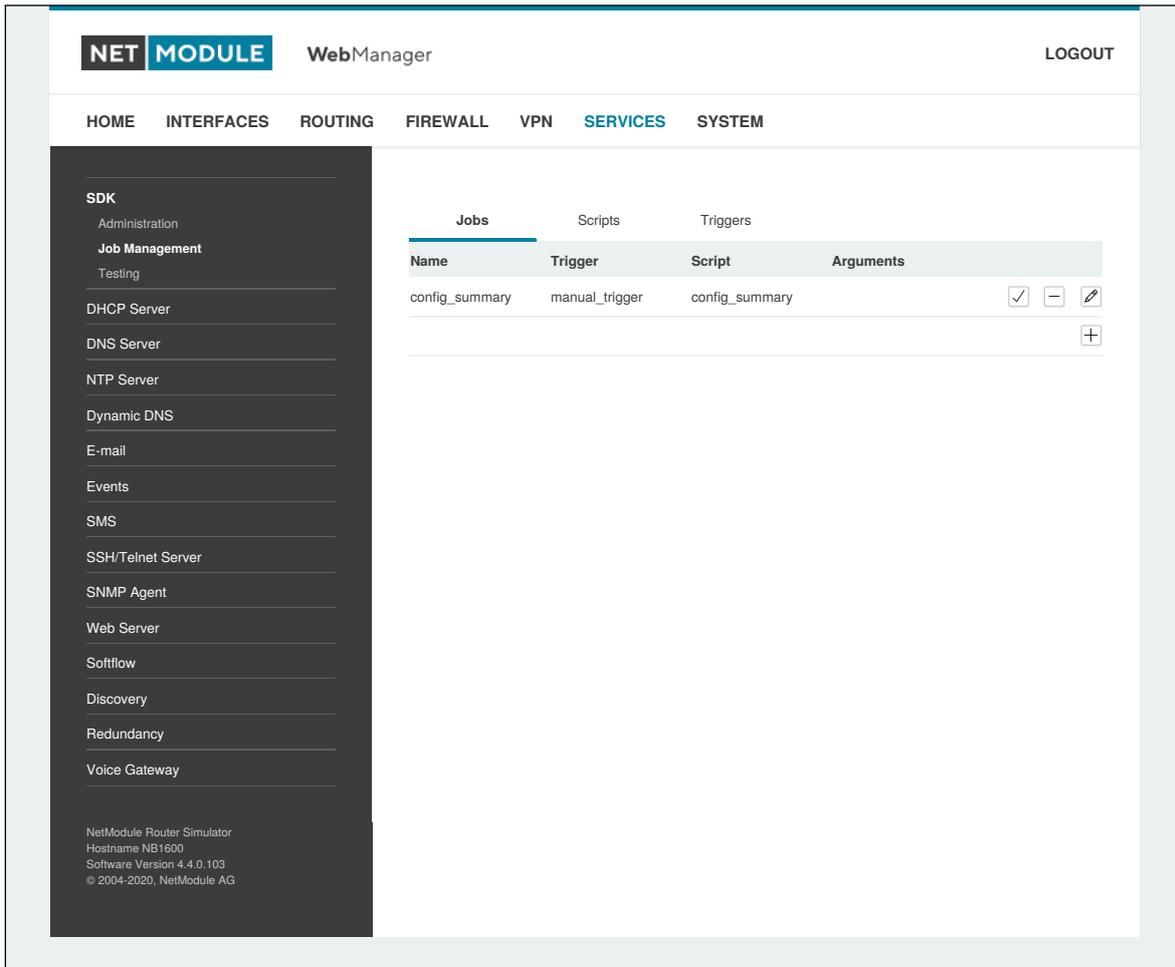 NET MODULE WebManager LOGOUT
HOME INTERFACES ROUTING FIREWALL VPN SERVICES SYSTEM
SDK
Administration
Job Management
Testing
DHCP Server
DNS Server
NTP Server
Dynamic DNS
E-mail
Events
SMS
SSH/Telnet Server
SNMP Agent
Web Server
Softflow
Discovery
Redundancy
Voice Gateway
NetModule Router Simulator
Hostname NB1600
Software Version 4.4.0.103
© 2004-2020, NetModule AG
Jobs Scripts Triggers
Name Trigger Script Arguments
config_summary manual_trigger config_summary